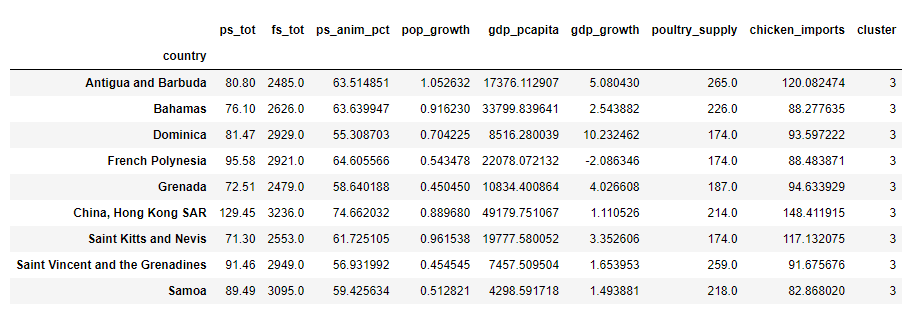 ps_tot fs_tot ps_anim_pct pop_growth gdp_pcapita gdp_growth poultry_supply chicken_imports cluster
country
Antigua and Barbuda 80.80 2485.0 63.514851 1.052632 17376.112907 5.080430 265.0 120.082474 3
Bahamas 76.10 2626.0 63.639947 0.916230 33799.839641 2.543882 226.0 88.277635 3
Dominica 81.47 2929.0 55.308703 0.704225 8516.280039 10.232462 174.0 93.597222 3
French Polynesia 95.58 2921.0 64.605566 0.543478 22078.072132 -2.086346 174.0 88.483871 3
Grenada 72.51 2479.0 58.640188 0.450450 10834.400864 4.026608 187.0 94.633929 3
China, Hong Kong SAR 129.45 3236.0 74.662032 0.889680 49179.751067 1.110526 214.0 148.411915 3
Saint Kitts and Nevis 71.30 2553.0 61.725105 0.961538 19777.580052 3.352606 174.0 117.132075 3
Saint Vincent and the Grenadines 91.46 2949.0 56.931992 0.454545 7457.509504 1.653953 259.0 91.675676 3
Samoa 89.49 3095.0 59.425634 0.512821 4298.591718 1.493881 218.0 82.868020 3